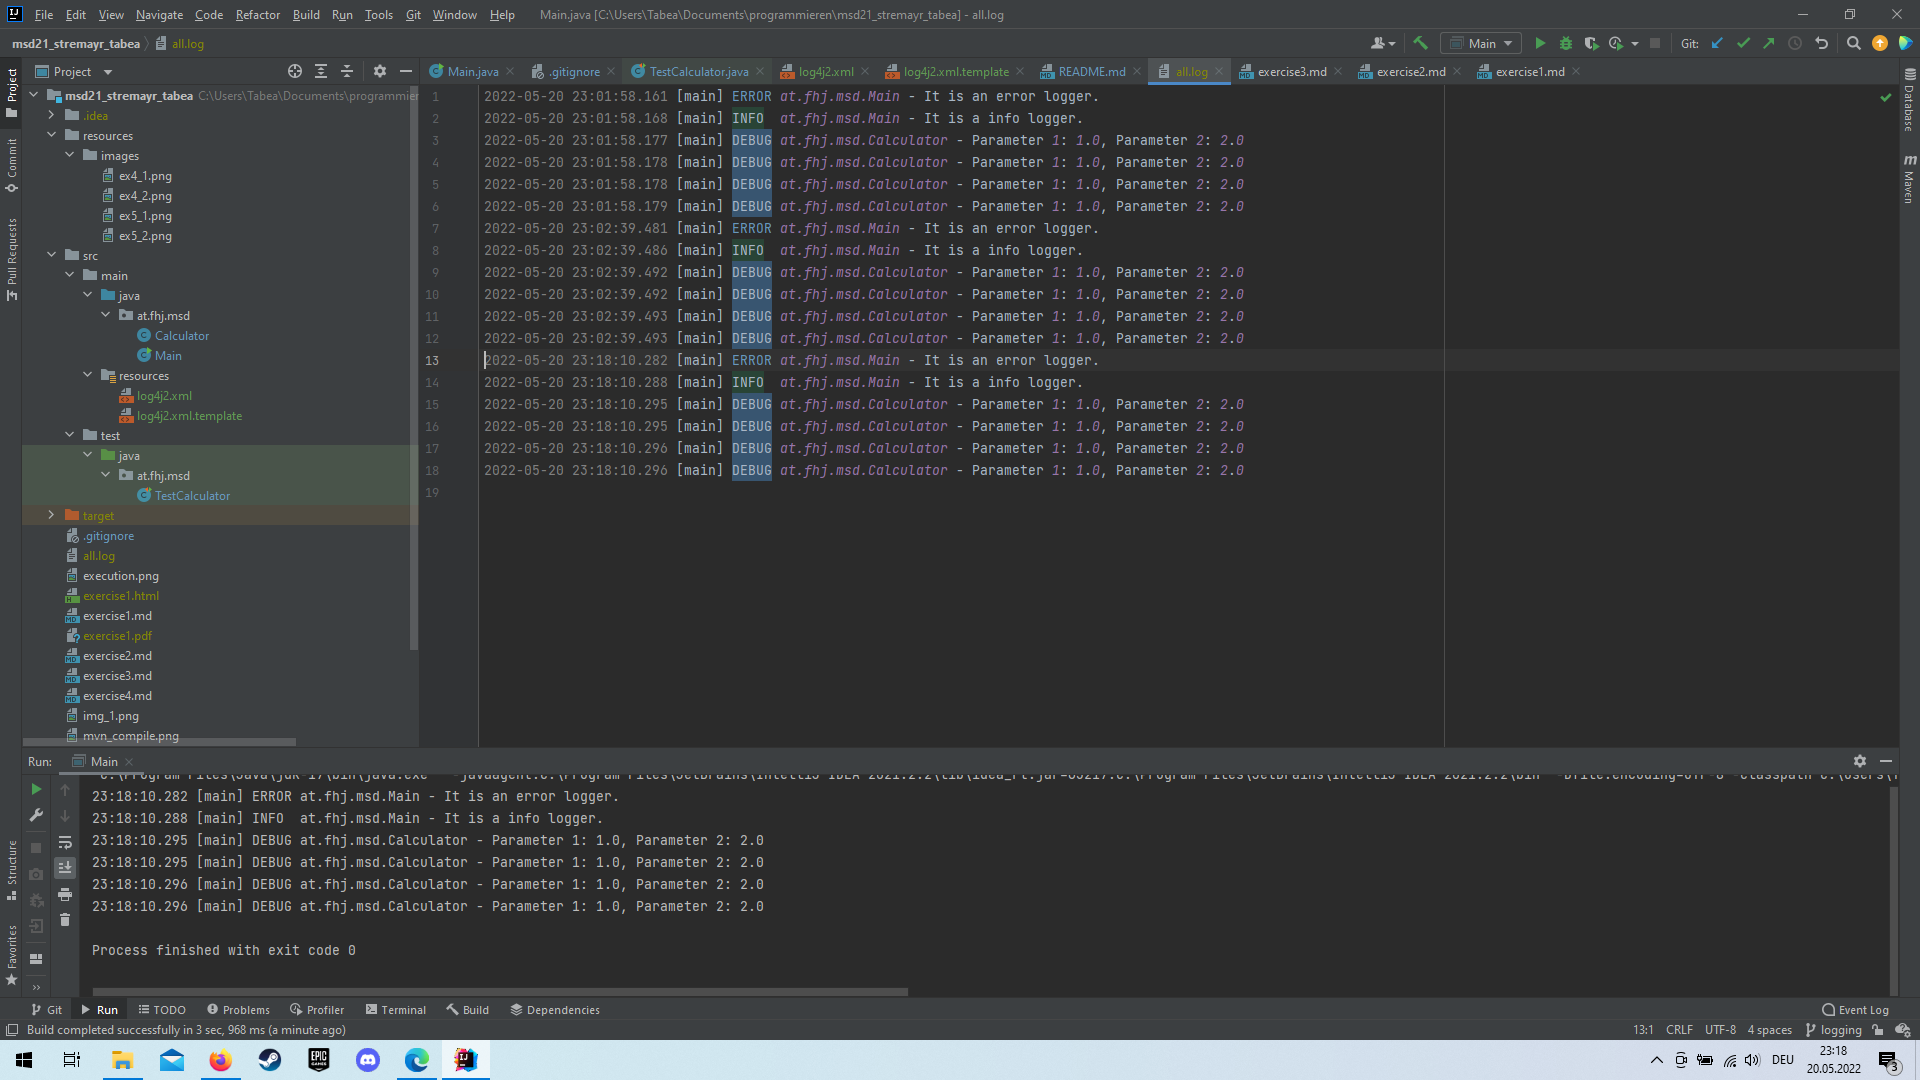 File Edit View Navigate Code Refactor Build Run Tools Git Window Help Main.java [C:\Users\Tabea\Documents\programmieren\msd21_stremayr_tabea] - all.log
msd21_stremayr_tabea all.log Main Git:
Project Main.java .gitignore TestCalculator.java log4j2.xml log4j2.xml.template README.md all.log exercise3.md exercise2.md exercise1.md
Project
Commit
Pull Requests
Structure
Favorites
msd21_stremayr_tabea C:\Users\Tabea\Documents\programmier
.idea
resources
images
ex4_1.png
ex4_2.png
ex5_1.png
ex5_2.png
src
main
java
at.fhj.msd
Calculator
Main
resources
log4j2.xml
log4j2.xml.template
test
java
at.fhj.msd
TestCalculator
target
.gitignore
all.log
execution.png
exercise1.html
exercise1.md
exercise1.pdf
exercise2.md
exercise3.md
exercise4.md
img_1.png
mvn_compile.png
1 2022-05-20 23:01:58.161 [main] ERROR at.fhj.msd.Main - It is an error logger.
2 2022-05-20 23:01:58.168 [main] INFO  at.fhj.msd.Main - It is a info logger.
3 2022-05-20 23:01:58.177 [main] DEBUG at.fhj.msd.Calculator - Parameter 1: 1.0, Parameter 2: 2.0
4 2022-05-20 23:01:58.178 [main] DEBUG at.fhj.msd.Calculator - Parameter 1: 1.0, Parameter 2: 2.0
5 2022-05-20 23:01:58.178 [main] DEBUG at.fhj.msd.Calculator - Parameter 1: 1.0, Parameter 2: 2.0
6 2022-05-20 23:01:58.179 [main] DEBUG at.fhj.msd.Calculator - Parameter 1: 1.0, Parameter 2: 2.0
7 2022-05-20 23:02:39.481 [main] ERROR at.fhj.msd.Main - It is an error logger.
8 2022-05-20 23:02:39.486 [main] INFO  at.fhj.msd.Main - It is a info logger.
9 2022-05-20 23:02:39.492 [main] DEBUG at.fhj.msd.Calculator - Parameter 1: 1.0, Parameter 2: 2.0
10 2022-05-20 23:02:39.492 [main] DEBUG at.fhj.msd.Calculator - Parameter 1: 1.0, Parameter 2: 2.0
11 2022-05-20 23:02:39.493 [main] DEBUG at.fhj.msd.Calculator - Parameter 1: 1.0, Parameter 2: 2.0
12 2022-05-20 23:02:39.493 [main] DEBUG at.fhj.msd.Calculator - Parameter 1: 1.0, Parameter 2: 2.0
13 2022-05-20 23:18:10.282 [main] ERROR at.fhj.msd.Main - It is an error logger.
14 2022-05-20 23:18:10.288 [main] INFO  at.fhj.msd.Main - It is a info logger.
15 2022-05-20 23:18:10.295 [main] DEBUG at.fhj.msd.Calculator - Parameter 1: 1.0, Parameter 2: 2.0
16 2022-05-20 23:18:10.295 [main] DEBUG at.fhj.msd.Calculator - Parameter 1: 1.0, Parameter 2: 2.0
17 2022-05-20 23:18:10.296 [main] DEBUG at.fhj.msd.Calculator - Parameter 1: 1.0, Parameter 2: 2.0
18 2022-05-20 23:18:10.296 [main] DEBUG at.fhj.msd.Calculator - Parameter 1: 1.0, Parameter 2: 2.0
19
Database
Maven
Run: Main
23:18:10.282 [main] ERROR at.fhj.msd.Main - It is an error logger.
23:18:10.288 [main] INFO  at.fhj.msd.Main - It is a info logger.
23:18:10.295 [main] DEBUG at.fhj.msd.Calculator - Parameter 1: 1.0, Parameter 2: 2.0
23:18:10.295 [main] DEBUG at.fhj.msd.Calculator - Parameter 1: 1.0, Parameter 2: 2.0
23:18:10.296 [main] DEBUG at.fhj.msd.Calculator - Parameter 1: 1.0, Parameter 2: 2.0
23:18:10.296 [main] DEBUG at.fhj.msd.Calculator - Parameter 1: 1.0, Parameter 2: 2.0
Process finished with exit code 0
Git Run TODO Problems Profiler Terminal Build Dependencies Event Log
Build completed successfully in 3 sec, 968 ms (a minute ago) 13:1 CRLF UTF-8 4 spaces logging
EPIC GAMES DEU 23:18
20.05.2022 3